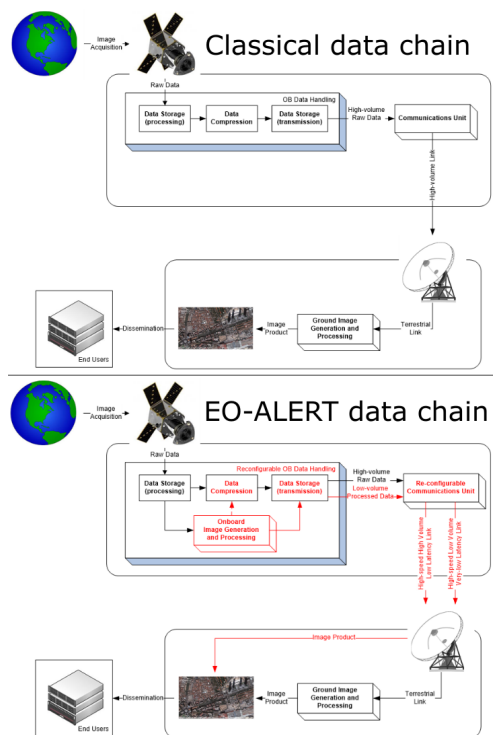 Image
Acquisition
Classical data chain
Raw Data
OB Data Handling
Data Storage
(processing)
Data
Compression
Data Storage
(transmission)
High-volume
Raw Data
Communications Unit
High-volume Link
End Users
Dissemination
Image
Product
Ground Image
Generation and
Processing
Terrestrial
Link
Image
Acquisition
EO-ALERT data chain
Raw Data
Reconfigurable OB Data Handling
Data Storage
(processing)
Data
Compression
Data Storage
(transmission)
High-volume
Raw Data
Low-volume
Processed Data
Re-configurable
Communications Unit
Onboard
Image Generation
and Processing
High-speed High Volume
Low Latency Link
High-speed Low Volume
Very-low Latency Link
Image Product
End Users
Dissemination
Image
Product
Ground Image
Generation and
Processing
Terrestrial
Link